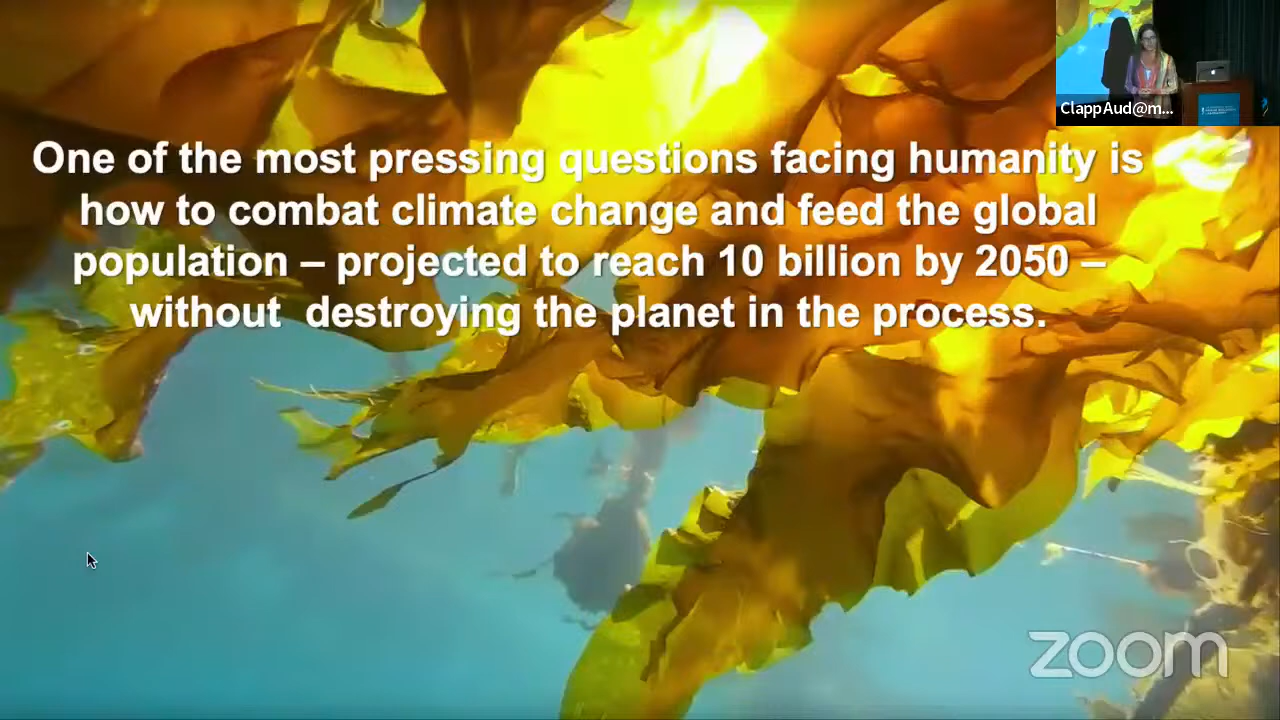 One of the most pressing questions facing humanity is
how to combat climate change and feed the global
population – projected to reach 10 billion by 2050 –
without  destroying the planet in the process.
ClappAud@m...
zoom